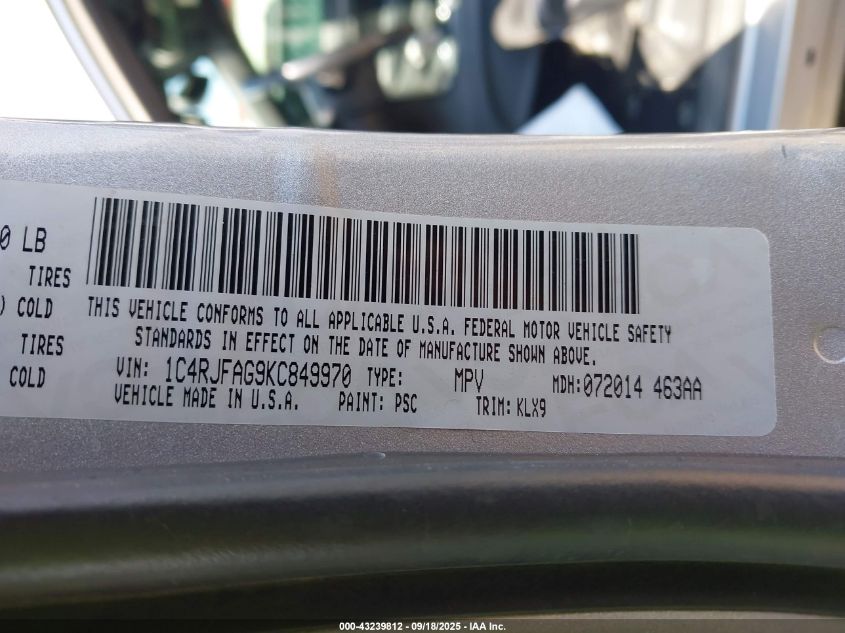 0 LB
TIRES
) COLD
TIRES
COLD
THIS VEHICLE CONFORMS TO ALL APPLICABLE U.S.A. FEDERAL MOTOR VEHICLE SAFETY
STANDARDS IN EFFECT ON THE DATE OF MANUFACTURE SHOWN ABOVE.
VIN: 1C4RJFAG9KC849970 TYPE: MPV MDH:072014 463AA
VEHICLE MADE IN U.S.A. PAINT: PSC TRIM: KLX9
000-43239812 - 09/18/2025 - IAA Inc.